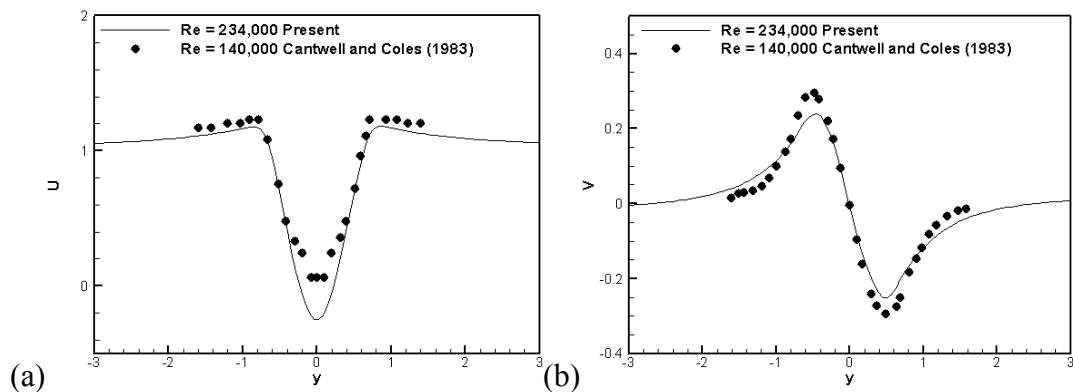 2
Re = 234,000 Present
Re = 140,000 Cantwell and Coles (1983)
1
U
0
-3 -2 -1 0 1 2 3
y
(a)
0.4
Re = 234,000 Present
Re = 140,000 Cantwell and Coles (1983)
0.2
V
0
-0.2
-0.4
-3 -2 -1 0 1 2 3
y
(b)